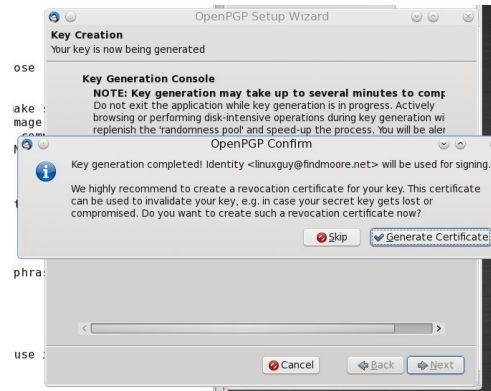 OpenPGP Setup Wizard
Key Creation
Your key is now being generated
ose
Key Generation Console
NOTE: Key generation may take up to several minutes to comp
Do not exit the application while key generation is in progress. Actively
browsing or performing disk-intensive operations during key generation wi
replenish the 'randomness pool' and speed-up the process. You will be aler
ake
mage
OpenPGP Confirm
Key generation completed! Identity <linuxguy@findmoore.net> will be used for signing.
We highly recommend to create a revocation certificate for your key. This certificate
can be used to invalidate your key, e.g. in case your secret key gets lost or
compromised. Do you want to create such a revocation certificate now?
Skip
Generate Certificate
phra
use
Cancel
Back
Next